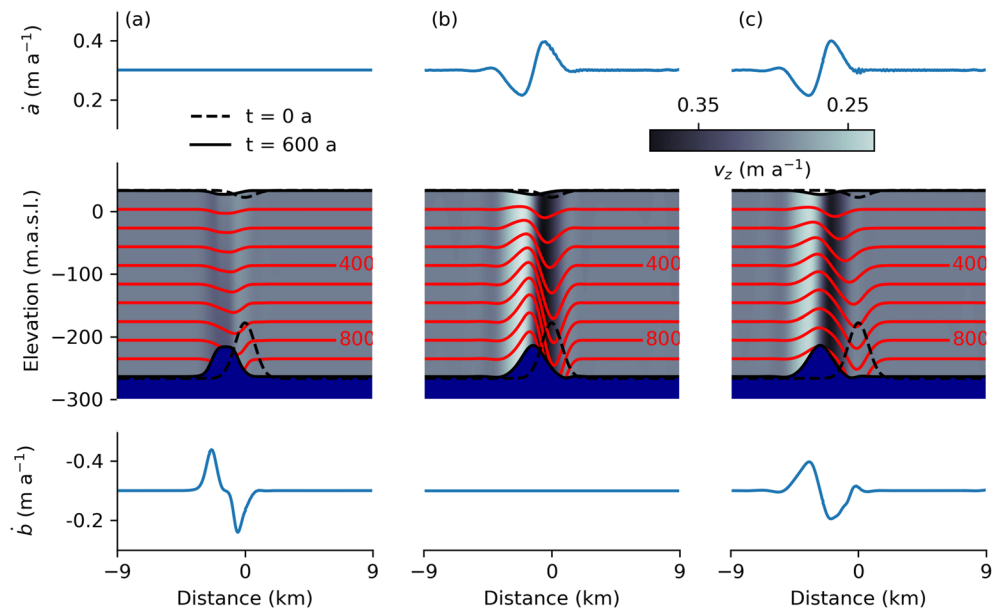 (a) (b) (c)
ȧ (m a⁻¹)
0.4
0.2
t = 0 a
t = 600 a
0.35 0.25
v_z (m a⁻¹)
Elevation (m.a.s.l.)
0
−100
−200
−300
400 400 400
800 800 800
ḃ (m a⁻¹)
-0.4
-0.2
−9 0 9 −9 0 9 −9 0 9
Distance (km) Distance (km) Distance (km)